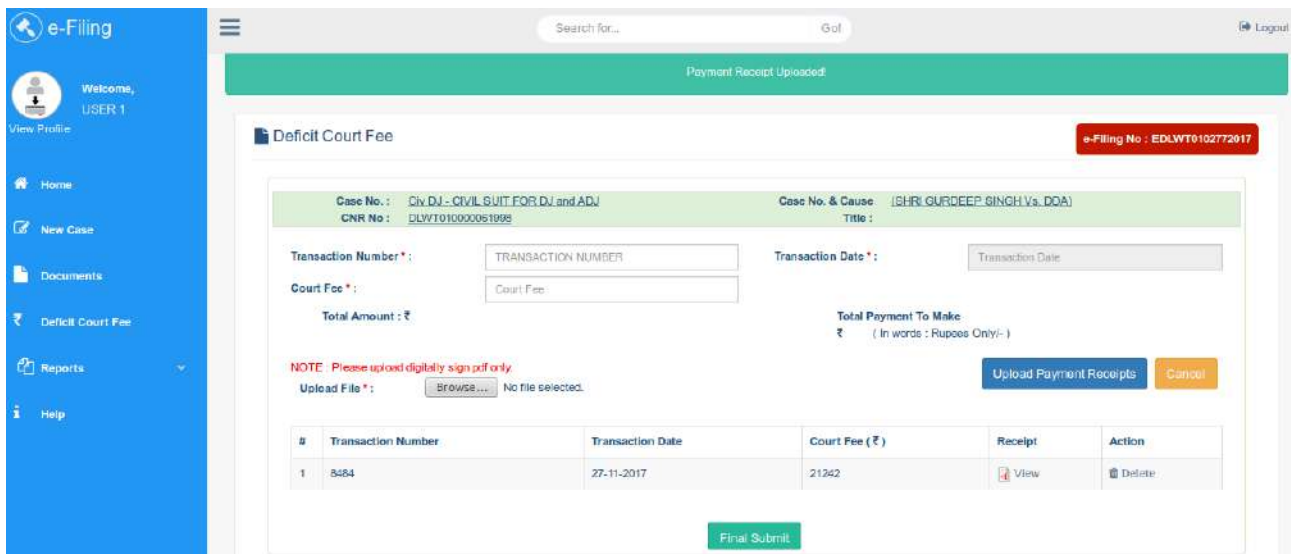 e-Filing
Search for...
Go!
Logout
Payment Receipt Uploaded!
Welcome,
USER 1
View Profile
Deficit Court Fee
e-Filing No : EDLWT0102772017
Home
New Case
Documents
₹ Deficit Court Fee
Reports
i Help
Case No. : Civ DJ - CIVIL SUIT FOR DJ and ADJ
CNR No : DLWT010000061998
Case No. & Cause Title : (SHRI GURDEEP SINGH Vs. DDA)
Transaction Number * : TRANSACTION NUMBER
Transaction Date * : Transaction Date
Court Fee * : Court Fee
Total Amount : ₹
Total Payment To Make
₹ ( In words : Rupees Only/- )
NOTE : Please upload digitally sign pdf only.
Upload File * : Browse... No file selected.
Upload Payment Receipts
Cancel
# Transaction Number Transaction Date Court Fee ( ₹ ) Receipt Action
1 8484 27-11-2017 21242 View Delete
Final Submit